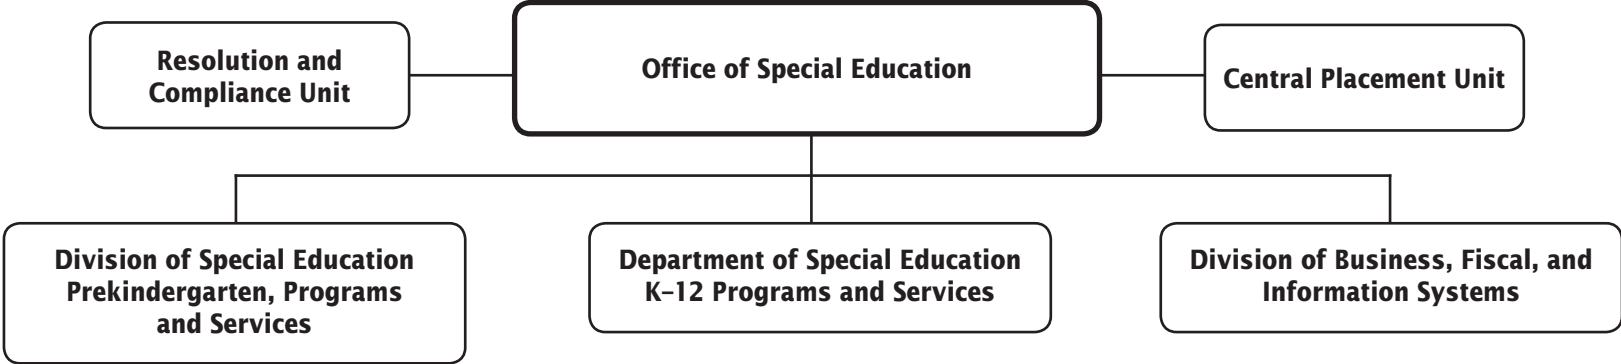 Resolution and
Compliance Unit
Office of Special Education
Central Placement Unit
Division of Special Education
Prekindergarten, Programs
and Services
Department of Special Education
K–12 Programs and Services
Division of Business, Fiscal, and
Information Systems